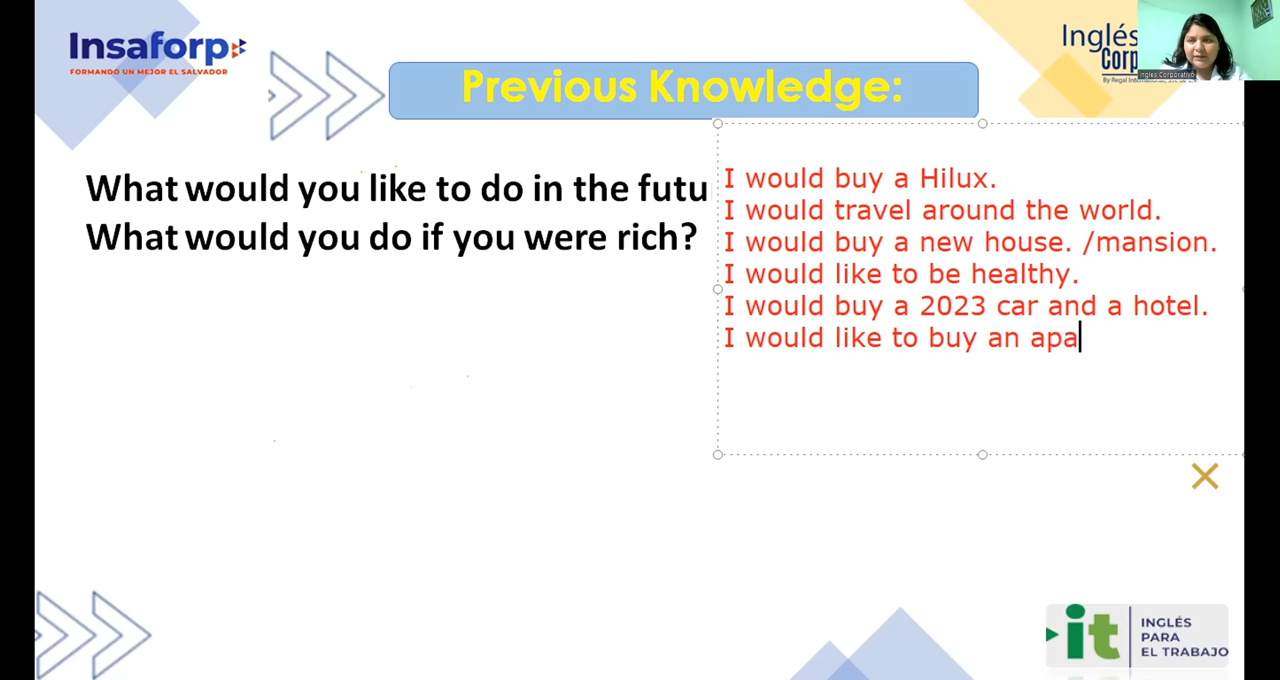 Insaforp
FORMANDO UN MEJOR EL SALVADOR
Previous Knowledge:
Inglés
Corp
Ingles Corporativo
What would you like to do in the futu
What would you do if you were rich?
I would buy a Hilux.
I would travel around the world.
I would buy a new house. /mansion.
I would like to be healthy.
I would buy a 2023 car and a hotel.
I would like to buy an apa
it
INGLÉS
PARA
EL TRABAJO